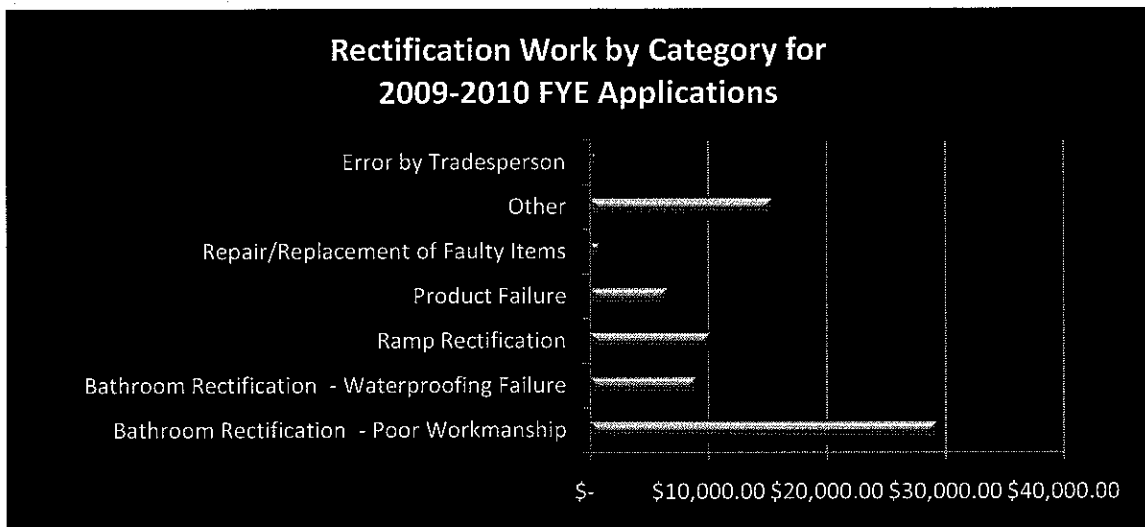 Rectification Work by Category for
2009-2010 FYE Applications
Error by Tradesperson
Other
Repair/Replacement of Faulty Items
Product Failure
Ramp Rectification
Bathroom Rectification - Waterproofing Failure
Bathroom Rectification - Poor Workmanship
$- $10,000.00 $20,000.00 $30,000.00 $40,000.00